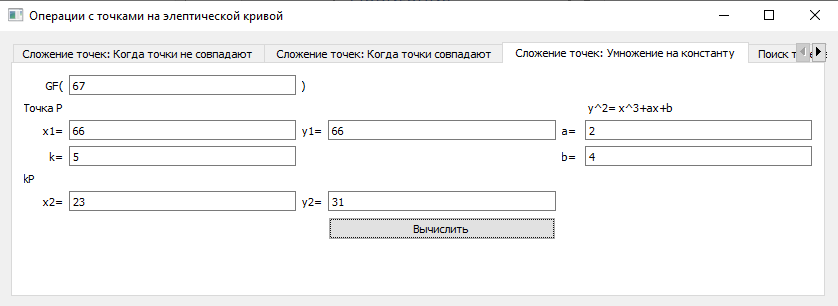 Операции с точками на элептической кривой
Сложение точек: Когда точки не совпадают Сложение точек: Когда точки совпадают Сложение точек: Умножение на константу Поиск
GF( 67 )
Точка P y^2= x^3+ax+b
x1= 66 y1= 66 a= 2
k= 5 b= 4
kP
x2= 23 y2= 31
Вычислить